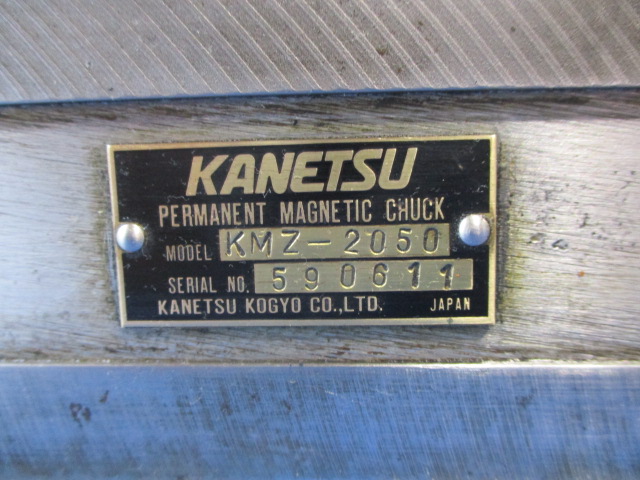 KANETSU
PERMANENT MAGNETIC CHUCK
MODEL KMZ-2050
SERIAL NO. 590611
KANETSU KOGYO CO.,LTD. JAPAN